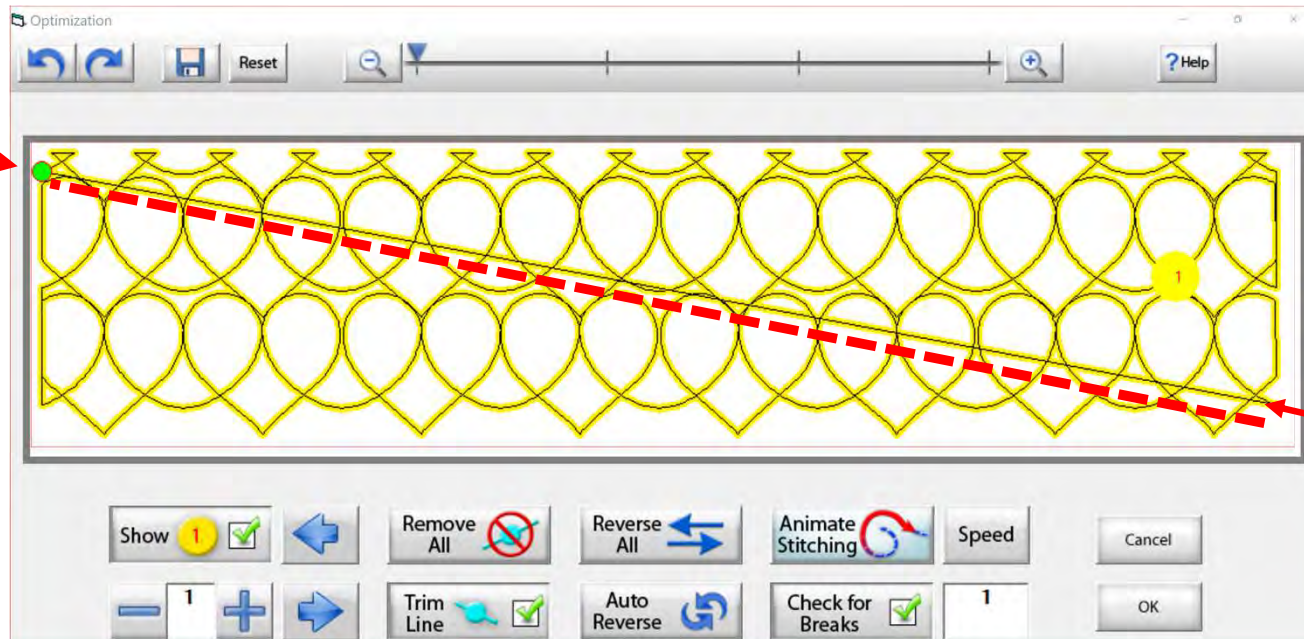 Optimization
Reset
? Help
1
Show 1
Remove All
Reverse All
Animate Stitching
Speed
Cancel
1
Trim Line
Auto Reverse
Check for Breaks
1
OK